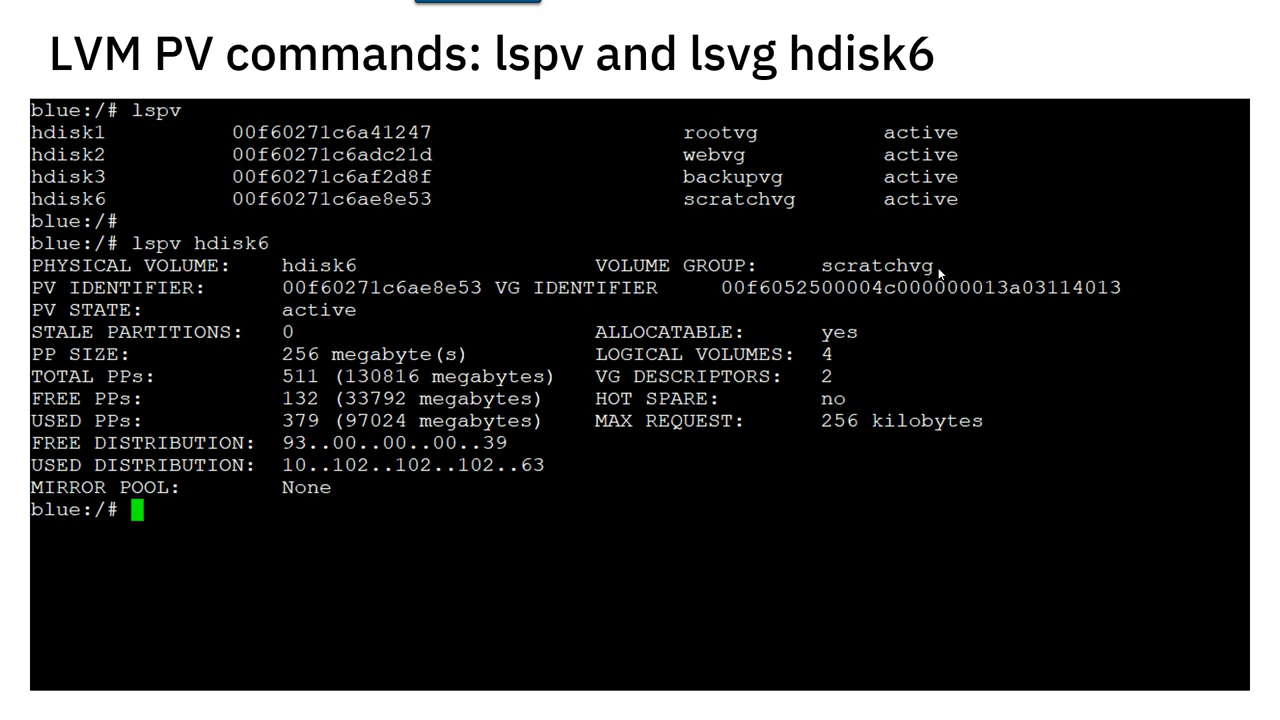 LVM PV commands: lspv and lsvg hdisk6
blue:/# lspv
hdisk1 00f60271c6a41247 rootvg active
hdisk2 00f60271c6adc21d webvg active
hdisk3 00f60271c6af2d8f backupvg active
hdisk6 00f60271c6ae8e53 scratchvg active
blue:/#
blue:/# lspv hdisk6
PHYSICAL VOLUME: hdisk6 VOLUME GROUP: scratchvg
PV IDENTIFIER: 00f60271c6ae8e53 VG IDENTIFIER 00f6052500004c000000013a03114013
PV STATE: active
STALE PARTITIONS: 0 ALLOCATABLE: yes
PP SIZE: 256 megabyte(s) LOGICAL VOLUMES: 4
TOTAL PPs: 511 (130816 megabytes) VG DESCRIPTORS: 2
FREE PPs: 132 (33792 megabytes) HOT SPARE: no
USED PPs: 379 (97024 megabytes) MAX REQUEST: 256 kilobytes
FREE DISTRIBUTION: 93..00..00..00..39
USED DISTRIBUTION: 10..102..102..102..63
MIRROR POOL: None
blue:/#